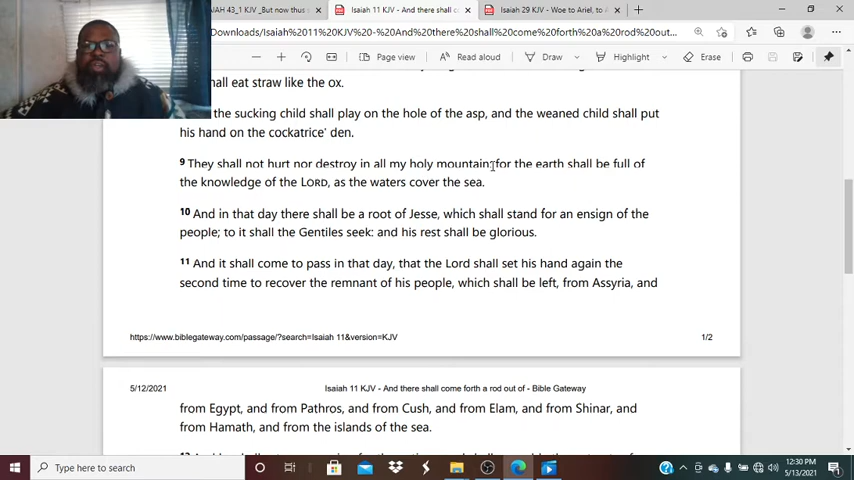 AIAH 43_1 KJV _But now thus s
Isaiah 11 KJV - And there shall c
Isaiah 29 KJV - Woe to Ariel, to A
Downloads/Isaiah%2011%20KJV%20-%20And%20there%20shall%20come%20forth%20a%20rod%20out...
Page view
Read aloud
Draw
Highlight
Erase
shall eat straw like the ox.
the sucking child shall play on the hole of the asp, and the weaned child shall put
his hand on the cockatrice' den.
9 They shall not hurt nor destroy in all my holy mountain: for the earth shall be full of
the knowledge of the LORD, as the waters cover the sea.
10 And in that day there shall be a root of Jesse, which shall stand for an ensign of the
people; to it shall the Gentiles seek: and his rest shall be glorious.
11 And it shall come to pass in that day, that the Lord shall set his hand again the
second time to recover the remnant of his people, which shall be left, from Assyria, and
https://www.biblegateway.com/passage/?search=Isaiah 11&version=KJV
1/2
5/12/2021
Isaiah 11 KJV - And there shall come forth a rod out of - Bible Gateway
from Egypt, and from Pathros, and from Cush, and from Elam, and from Shinar, and
from Hamath, and from the islands of the sea.
Type here to search
12:30 PM
5/13/2021